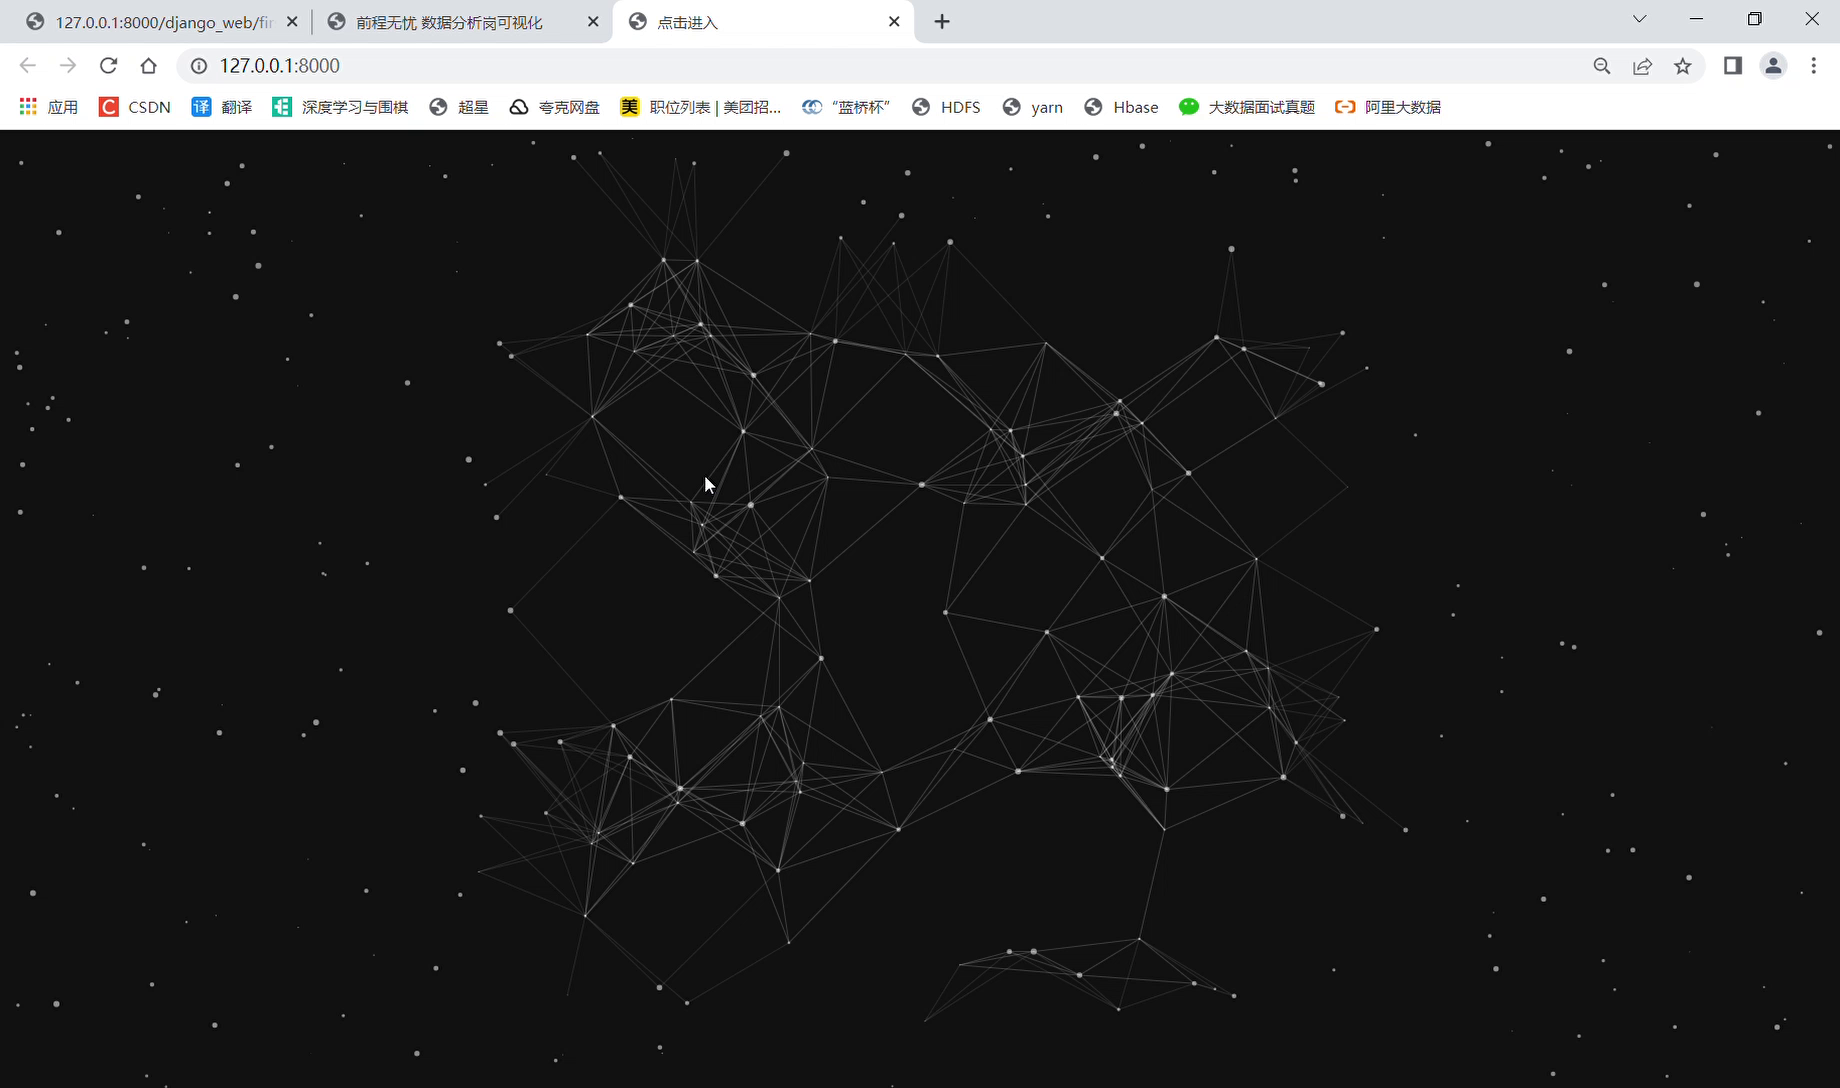 127.0.0.1:8000/django_web/fir
前程无忧 数据分析岗可视化
点击进入
127.0.0.1:8000
应用 CSDN 翻译 深度学习与围棋 超星 夸克网盘 职位列表 | 美团招... “蓝桥杯” HDFS yarn Hbase 大数据面试真题 阿里大数据